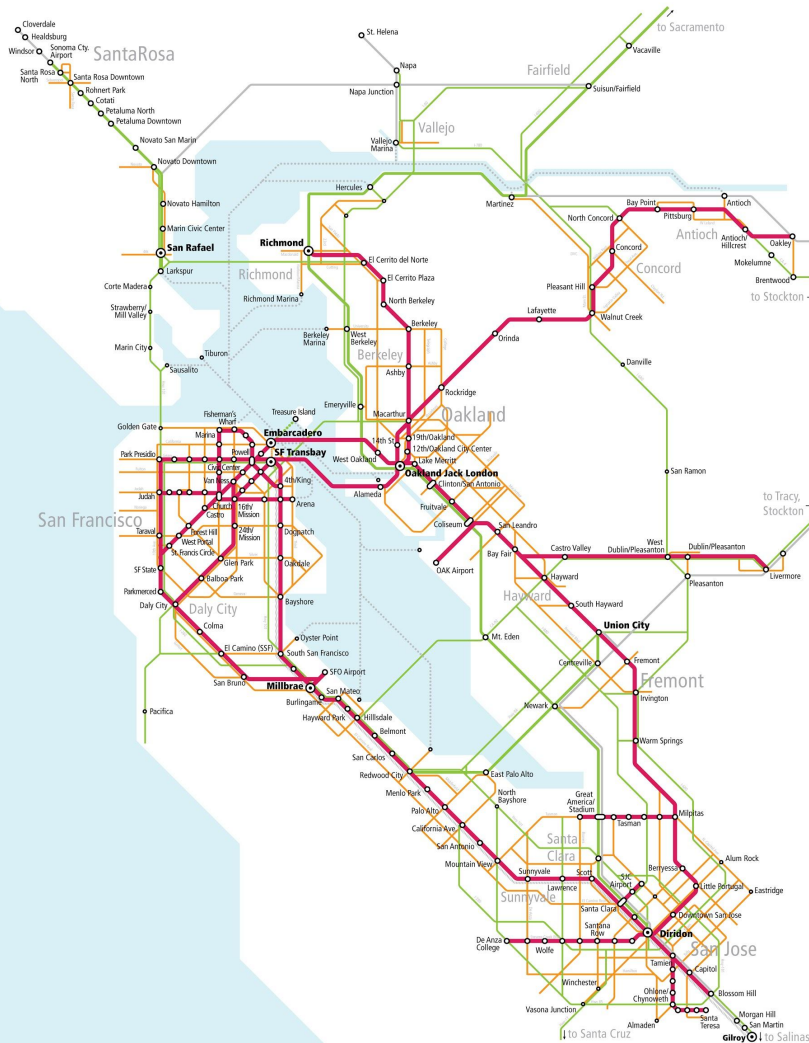 Cloverdale
Healdsburg
Windsor
Sonoma Cty.
Airport
SantaRosa
Santa Rosa
North
Santa Rosa Downtown
Rohnert Park
Cotati
Petaluma North
Petaluma Downtown
Novato San Marin
Novato Downtown
Novato Hamilton
Marin Civic Center
San Rafael
Larkspur
Corte Madera
Strawberry/
Mill Valley
Marin City
Sausalito
Tiburon
Golden Gate
St. Helena
Napa
Napa Junction
Vallejo
Vallejo
Marina
Fairfield
Suisun/Fairfield
Vacaville
to Sacramento
Hercules
Martinez
Richmond
Richmond
Richmond Marina
El Cerrito del Norte
El Cerrito Plaza
North Berkeley
Berkeley
Berkeley
Marina
West
Berkeley
Berkeley
Ashby
Rockridge
Orinda
Lafayette
Walnut Creek
Pleasant Hill
Concord
Concord
North Concord
Bay Point
Pittsburg
Antioch
Antioch
Antioch/
Hillcrest
Oakley
Mokelumne
Brentwood
to Stockton
Danville
San Ramon
to Tracy,
Stockton
Emeryville
Macarthur
Oakland
19th/Oakland
14th St.
12th/Oakland City Center
Lake Merritt
West Oakland
Oakland Jack London
Alameda
Clinton/San Antonio
Fruitvale
Coliseum
OAK Airport
San Leandro
Bay Fair
Castro Valley
West
Dublin/Pleasanton
Dublin/Pleasanton
Livermore
Pleasanton
Hayward
Hayward
South Hayward
Mt. Eden
Union City
Centreville
Fremont
Fremont
Irvington
Newark
Warm Springs
Treasure Island
Fisherman's
Wharf
Marina
Embarcadero
SF Transbay
Powell
Park Presidio
Civic Center
Van Ness
4th/King
Judah
Church
Castro
16th/
Mission
Arena
San Francisco
Taraval
Forest Hill
West Portal
St. Francis Circle
24th/
Mission
Dogpatch
Glen Park
Oakdale
SF State
Balboa Park
Parkmerced
Daly City
Daly City
Bayshore
Colma
Oyster Point
El Camino (SSF)
South San Francisco
SFO Airport
San Bruno
Millbrae
Burlingame
San Mateo
Pacifica
Hayward Park
Hillsdale
Belmont
San Carlos
Redwood City
East Palo Alto
Menlo Park
North
Bayshore
Palo Alto
California Ave.
San Antonio
Mountain View
Great
America/
Stadium
Tasman
Milpitas
Santa
Clara
Sunnyvale
Sunnyvale
Lawrence
Scott
SJC
Airport
Berryessa
Alum Rock
Little Portugal
Eastridge
Santa Clara
Downtown San Jose
Santana
Row
Diridon
De Anza
College
Wolfe
San Jose
Tamien
Capitol
Winchester
Ohlone/
Chynoweth
Blossom Hill
Vasona Junction
Almaden
Santa
Teresa
Morgan Hill
San Martin
Gilroy
to Salinas
to Santa Cruz